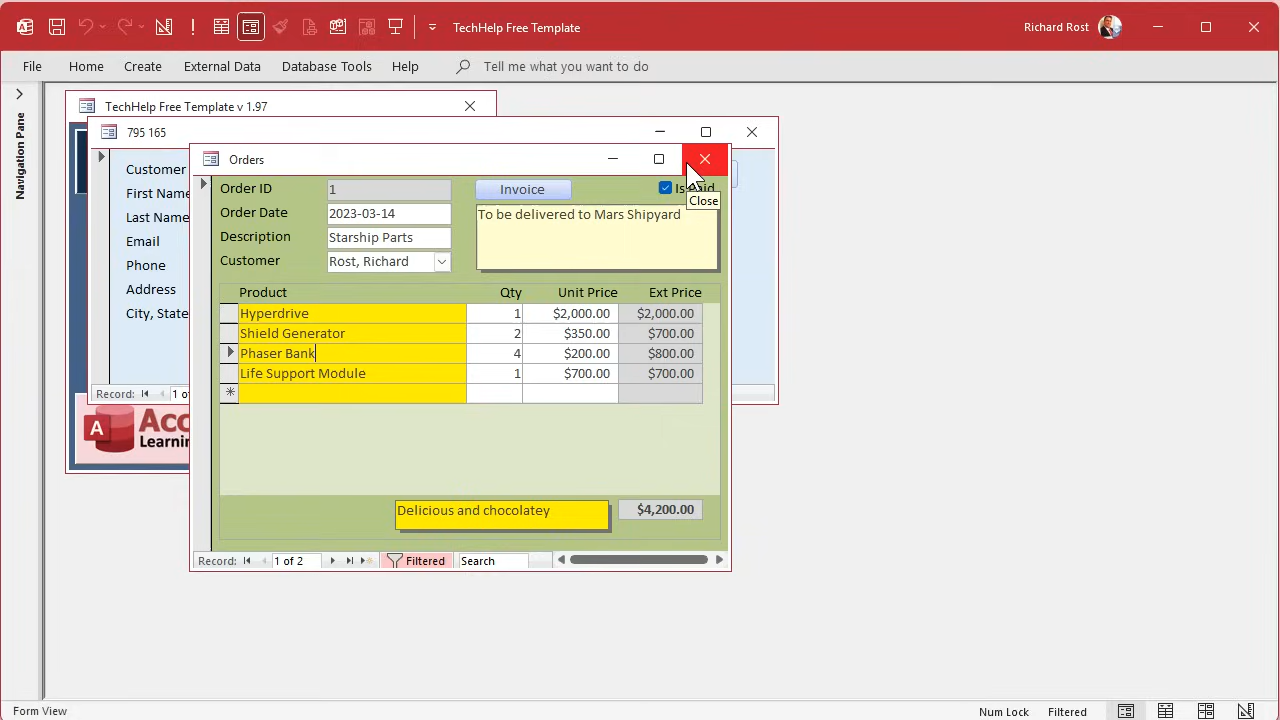 TechHelp Free Template
Richard Rost
File
Home
Create
External Data
Database Tools
Help
Tell me what you want to do
Navigation Pane
TechHelp Free Template v 1.97
795 165
Customer
First Name
Last Name
Email
Phone
Address
City, State
Record:
Learnin
Orders
Order ID
1
Invoice
Close
Order Date
2023-03-14
To be delivered to Mars Shipyard
Description
Starship Parts
Customer
Rost, Richard
Product Qty Unit Price Ext Price
Hyperdrive 1 $2,000.00 $2,000.00
Shield Generator 2 $350.00 $700.00
Phaser Bank 4 $200.00 $800.00
Life Support Module 1 $700.00 $700.00
Delicious and chocolatey
$4,200.00
Record: 1 of 2 Filtered Search
Form View
Num Lock
Filtered